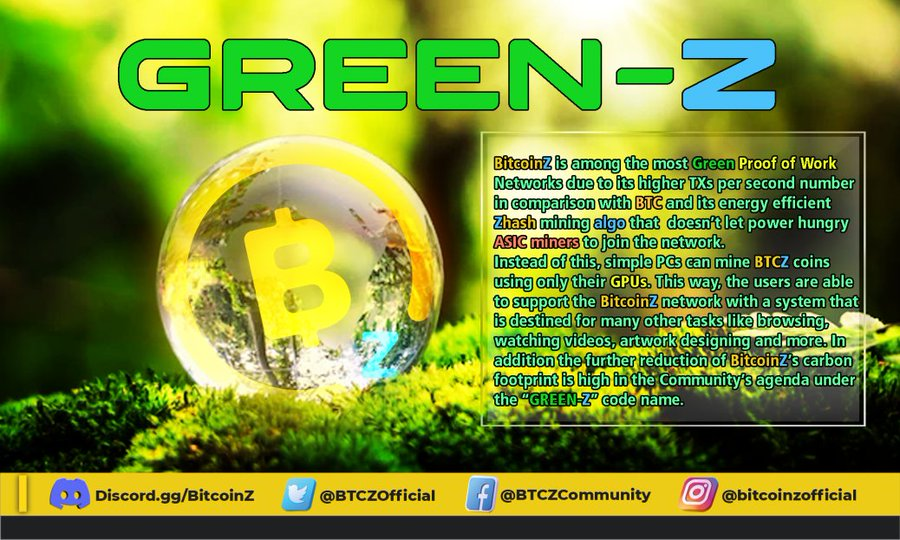 GREEN-Z
BitcoinZ is among the most Green Proof of Work
Networks due to its higher TXs per second number
in comparison with BTC and its energy efficient
Zhash mining algo that doesn't let power hungry
ASIC miners to join the network.
Instead of this, simple PCs can mine BTCZ coins
using only their GPUs. This way, the users are able
to support the BitcoinZ network with a system that
is destined for many other tasks like browsing,
watching videos, artwork designing and more. In
addition the further reduction of BitcoinZ's carbon
footprint is high in the Community's agenda under
the “GREEN-Z” code name.
B
Z
Discord.gg/BitcoinZ @BTCZOfficial @BTCZCommunity @bitcoinzofficial